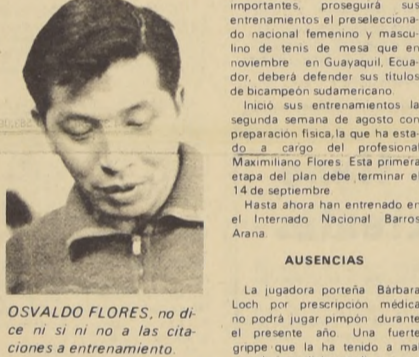 OSVALDO FLORES, no di-
ce ni si ni no a las cita-
ciones a entrenamiento.
importantes, proseguirá sus
entrenamientos el preselecciona-
do nacional femenino y mascu-
lino de tenis de mesa que en
noviembre en Guayaquil, Ecua-
dor, deberá defender sus títulos
de bicampeón sudamericano.
Inició sus entrenamientos la
segunda semana de agosto con
preparación física, la que ha esta-
do a cargo del profesional
Maximiliano Flores. Esta primera
etapa del plan debe terminar el
14 de septiembre.
Hasta ahora han entrenado en
el Internado Nacional Barros
Arana.
AUSENCIAS
La jugadora porteña Bárbara
Loch por prescripción médica
no podrá jugar pimpón durante
el presente año. Una fuerte
grippe que la ha tenido a mal